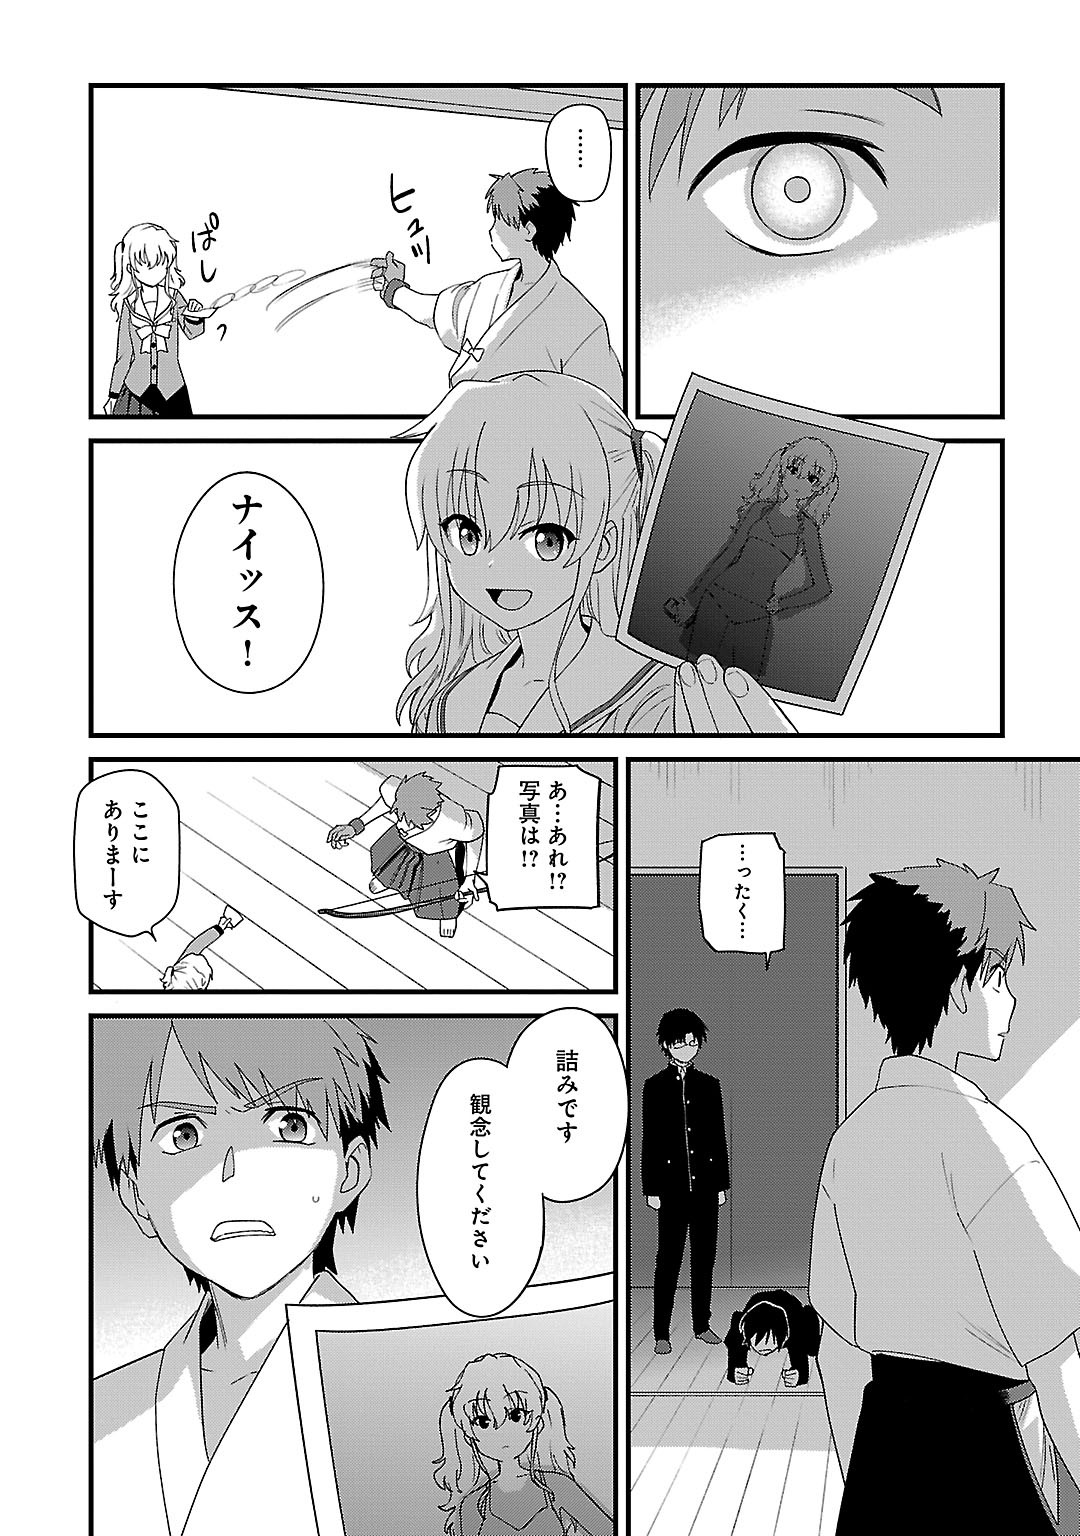 ……
ヒュッ
ぱし
ナイッス！
…ったく…
あ…あれ!?
写真は!?
ここに
ありまーす
詰みです
観念してください